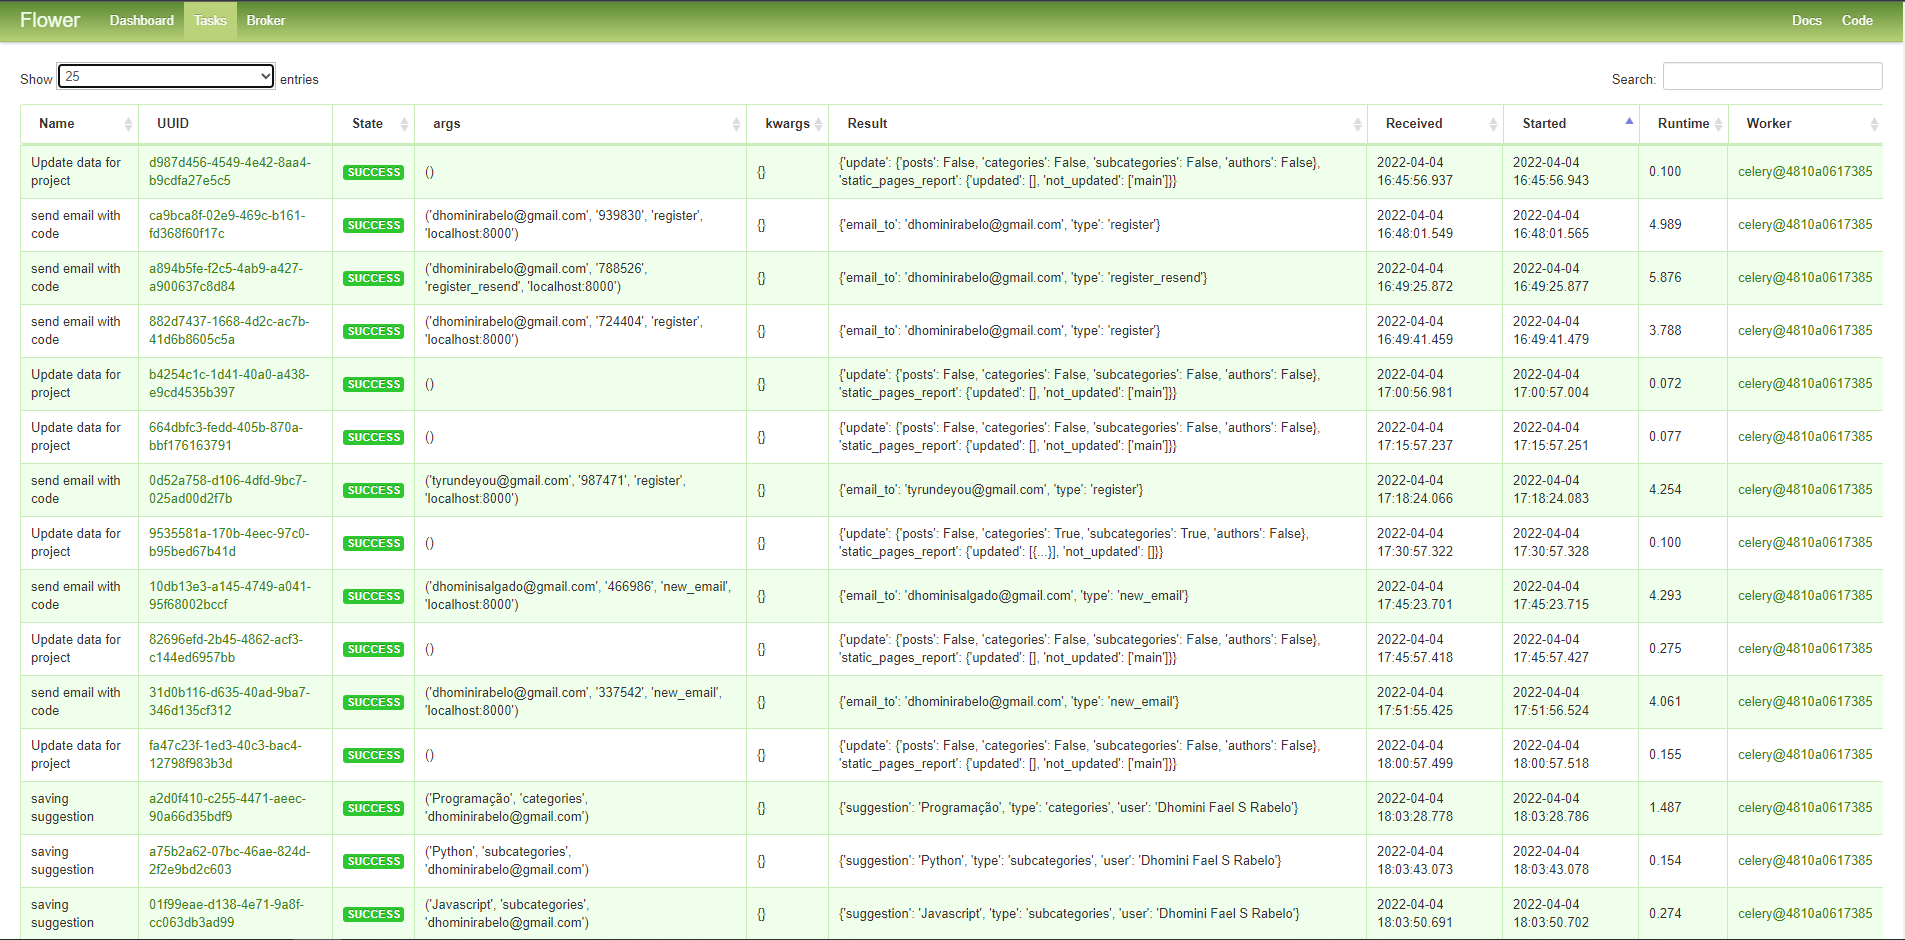 Flower Dashboard Tasks Broker Docs Code
Show 25 entries Search:
Name UUID State args kwargs Result Received Started Runtime Worker
Update data for d987d456-4549-4e42-8aa4- {'update': {'posts': False, 'categories': False, 'subcategories': False, 'authors': False}, 2022-04-04 2022-04-04
SUCCESS () {} 0.100 celery@4810a0617385
project b9cdfa27e5c5 'static_pages_report': {'updated': [], 'not_updated': ['main']}} 16:45:56.937 16:45:56.943
send email with ca9bca8f-02e9-469c-b161- ('dhominirabelo@gmail.com', '939830', 'register', 2022-04-04 2022-04-04
SUCCESS {} {'email_to': 'dhominirabelo@gmail.com', 'type': 'register'} 4.989 celery@4810a0617385
code fd368f60f17c 'localhost:8000') 16:48:01.549 16:48:01.565
send email with a894b5fe-f2c5-4ab9-a427- ('dhominirabelo@gmail.com', '788526', 2022-04-04 2022-04-04
SUCCESS {} {'email_to': 'dhominirabelo@gmail.com', 'type': 'register_resend'} 5.876 celery@4810a0617385
code a900637c8d84 'register_resend', 'localhost:8000') 16:49:25.872 16:49:25.877
send email with 882d7437-1668-4d2c-ac7b- ('dhominirabelo@gmail.com', '724404', 'register', 2022-04-04 2022-04-04
SUCCESS {} {'email_to': 'dhominirabelo@gmail.com', 'type': 'register'} 3.788 celery@4810a0617385
code 41d6b8605c5a 'localhost:8000') 16:49:41.459 16:49:41.479
Update data for b4254c1c-1d41-40a0-a438- {'update': {'posts': False, 'categories': False, 'subcategories': False, 'authors': False}, 2022-04-04 2022-04-04
SUCCESS () {} 0.072 celery@4810a0617385
project e9cd4535b397 'static_pages_report': {'updated': [], 'not_updated': ['main']}} 17:00:56.981 17:00:57.004
Update data for 664dbfc3-fedd-405b-870a- {'update': {'posts': False, 'categories': False, 'subcategories': False, 'authors': False}, 2022-04-04 2022-04-04
SUCCESS () {} 0.077 celery@4810a0617385
project bbf176163791 'static_pages_report': {'updated': [], 'not_updated': ['main']}} 17:15:57.237 17:15:57.251
send email with 0d52a758-d106-4dfd-9bc7- ('tyrundeyou@gmail.com', '987471', 'register', 2022-04-04 2022-04-04
SUCCESS {} {'email_to': 'tyrundeyou@gmail.com', 'type': 'register'} 4.254 celery@4810a0617385
code 025ad00d2f7b 'localhost:8000') 17:18:24.066 17:18:24.083
Update data for 9535581a-170b-4eec-97c0- {'update': {'posts': False, 'categories': True, 'subcategories': True, 'authors': False}, 2022-04-04 2022-04-04
SUCCESS () {} 0.100 celery@4810a0617385
project b95bed67b41d 'static_pages_report': {'updated': [{...}], 'not_updated': []}} 17:30:57.322 17:30:57.328
send email with 10db13e3-a145-4749-a041- ('dhominisalgado@gmail.com', '466986', 'new_email', 2022-04-04 2022-04-04
SUCCESS {} {'email_to': 'dhominisalgado@gmail.com', 'type': 'new_email'} 4.293 celery@4810a0617385
code 95f68002bccf 'localhost:8000') 17:45:23.701 17:45:23.715
Update data for 82696efd-2b45-4862-acf3- {'update': {'posts': False, 'categories': False, 'subcategories': False, 'authors': False}, 2022-04-04 2022-04-04
SUCCESS () {} 0.275 celery@4810a0617385
project c144ed6957bb 'static_pages_report': {'updated': [], 'not_updated': ['main']}} 17:45:57.418 17:45:57.427
send email with 31d0b116-d635-40ad-9ba7- ('dhominirabelo@gmail.com', '337542', 'new_email', 2022-04-04 2022-04-04
SUCCESS {} {'email_to': 'dhominirabelo@gmail.com', 'type': 'new_email'} 4.061 celery@4810a0617385
code 346d135cf312 'localhost:8000') 17:51:55.425 17:51:56.524
Update data for fa47c23f-1ed3-40c3-bac4- {'update': {'posts': False, 'categories': False, 'subcategories': False, 'authors': False}, 2022-04-04 2022-04-04
SUCCESS () {} 0.155 celery@4810a0617385
project 12798f983b3d 'static_pages_report': {'updated': [], 'not_updated': ['main']}} 18:00:57.499 18:00:57.518
saving a2d0f410-c255-4471-aeec- ('Programação', 'categories', 2022-04-04 2022-04-04
SUCCESS {} {'suggestion': 'Programação', 'type': 'categories', 'user': 'Dhomini Fael S Rabelo'} 1.487 celery@4810a0617385
suggestion 90a66d35bdf9 'dhominirabelo@gmail.com') 18:03:28.778 18:03:28.786
saving a75b2a62-07bc-46ae-824d- ('Python', 'subcategories', 2022-04-04 2022-04-04
SUCCESS {} {'suggestion': 'Python', 'type': 'subcategories', 'user': 'Dhomini Fael S Rabelo'} 0.154 celery@4810a0617385
suggestion 2f2e9bd2c603 'dhominirabelo@gmail.com') 18:03:43.073 18:03:43.078
saving 01f99eae-d138-4e71-9a8f- ('Javascript', 'subcategories', 2022-04-04 2022-04-04
SUCCESS {} {'suggestion': 'Javascript', 'type': 'subcategories', 'user': 'Dhomini Fael S Rabelo'} 0.274 celery@4810a0617385
suggestion cc063db3ad99 'dhominirabelo@gmail.com') 18:03:50.691 18:03:50.702